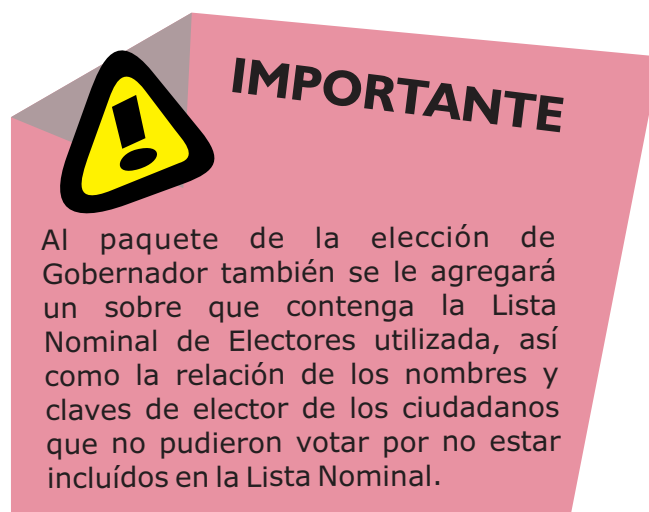 IMPORTANTE
Al paquete de la elección de
Gobernador también se le agregará
un sobre que contenga la Lista
Nominal de Electores utilizada, así
como la relación de los nombres y
claves de elector de los ciudadanos
que no pudieron votar por no estar
incluídos en la Lista Nominal.